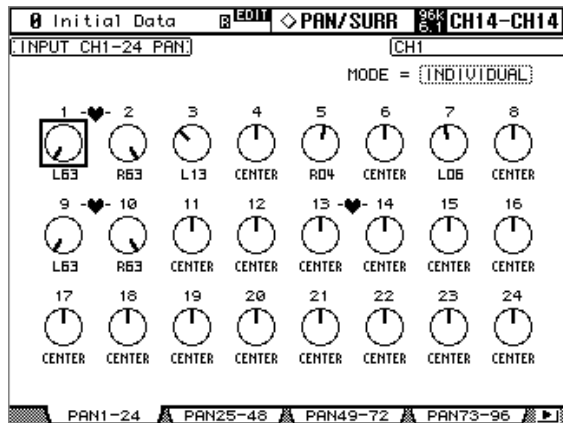 0 Initial Data B EDIT ◇PAN/SURR 96k 6.1 CH14-CH14
INPUT CH1-24 PAN CH1
MODE = INDIVIDUAL
1 -♥- 2 3 4 5 6 7 8
L63 R63 L13 CENTER R04 CENTER L06 CENTER
9 -♥- 10 11 12 13 -♥- 14 15 16
L63 R63 CENTER CENTER CENTER CENTER CENTER CENTER
17 18 19 20 21 22 23 24
CENTER CENTER CENTER CENTER CENTER CENTER CENTER CENTER
PAN1-24 PAN25-48 PAN49-72 PAN73-96